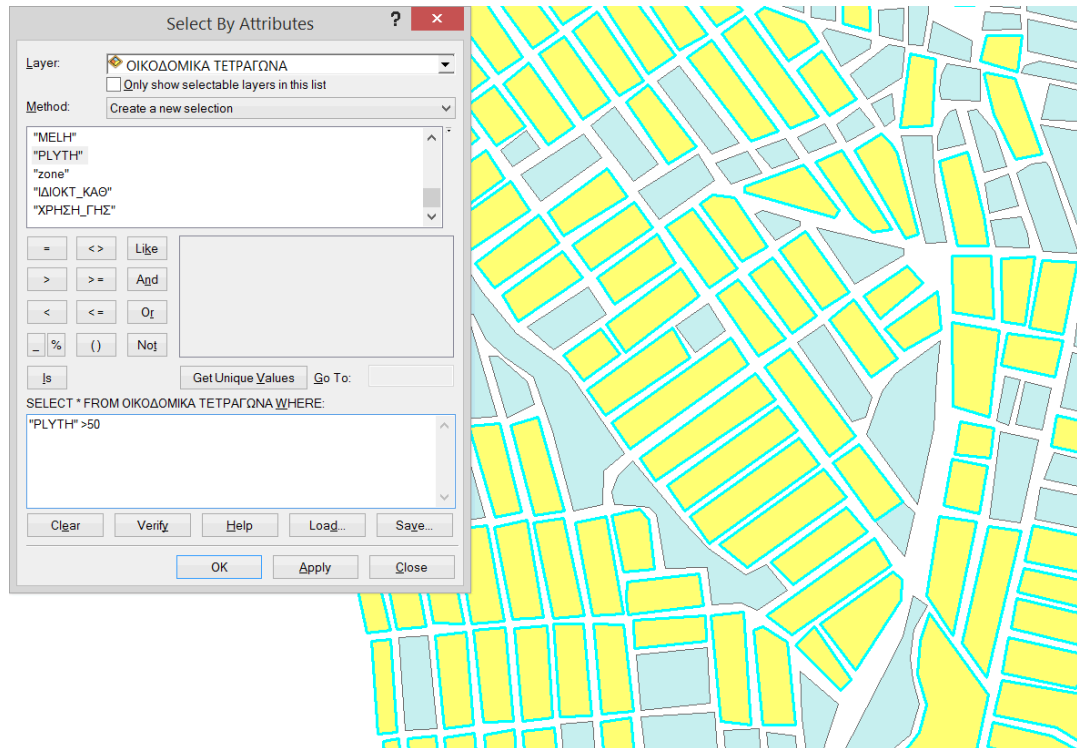 Select By Attributes
?
×
Layer:
ΟΙΚΟΔΟΜΙΚΑ ΤΕΤΡΑΓΩΝΑ
Only show selectable layers in this list
Method:
Create a new selection
"MELH"
"PLYTH"
"zone"
"ΙΔΙΟΚΤ_ΚΑΘ"
"ΧΡΗΣΗ_ΓΗΣ"
= <> Like
> >= And
< <= Or
_ % () Not
Is Get Unique Values Go To:
SELECT * FROM ΟΙΚΟΔΟΜΙΚΑ ΤΕΤΡΑΓΩΝΑ WHERE:
"PLYTH" >50
Clear Verify Help Load... Save...
OK Apply Close